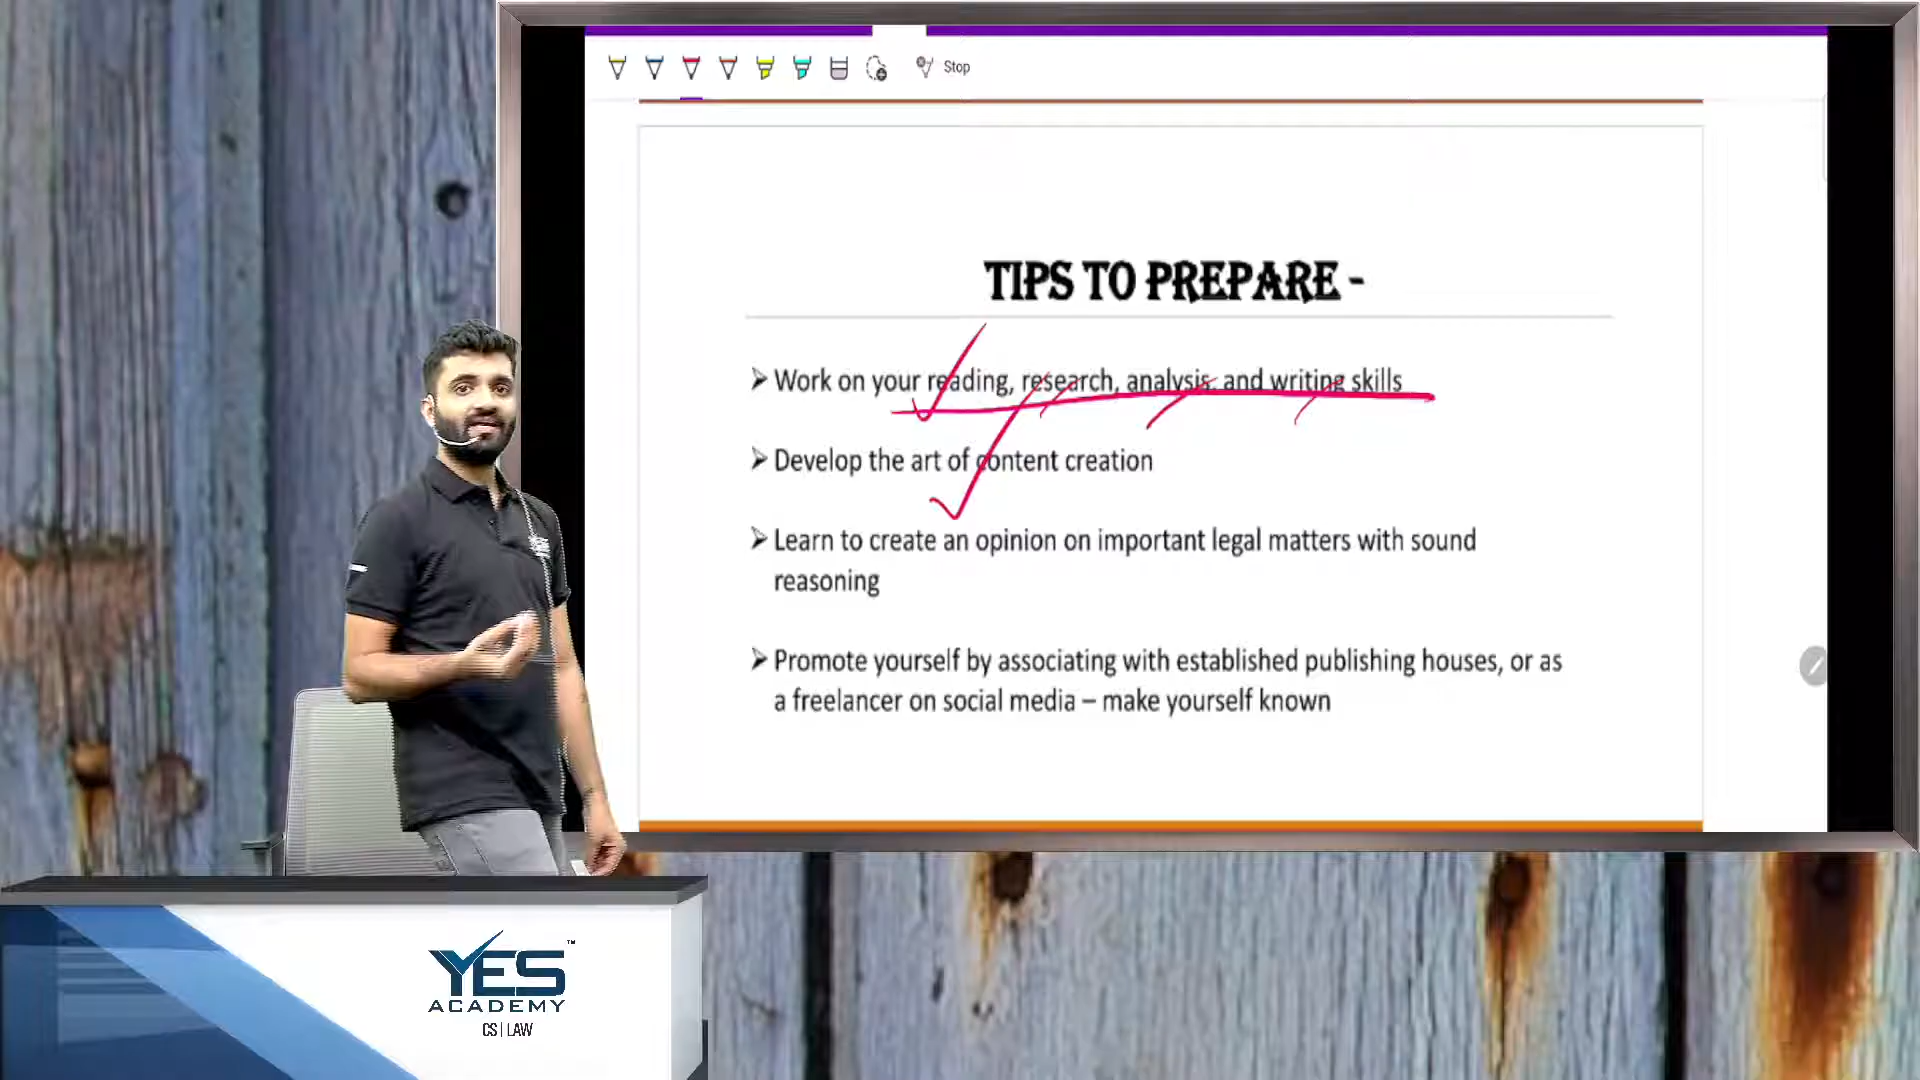 Stop
TIPS TO PREPARE -
➢ Work on your reading, research, analysis, and writing skills
➢ Develop the art of content creation
➢ Learn to create an opinion on important legal matters with sound
reasoning
➢ Promote yourself by associating with established publishing houses, or as
a freelancer on social media – make yourself known
YES™
ACADEMY
CS | LAW